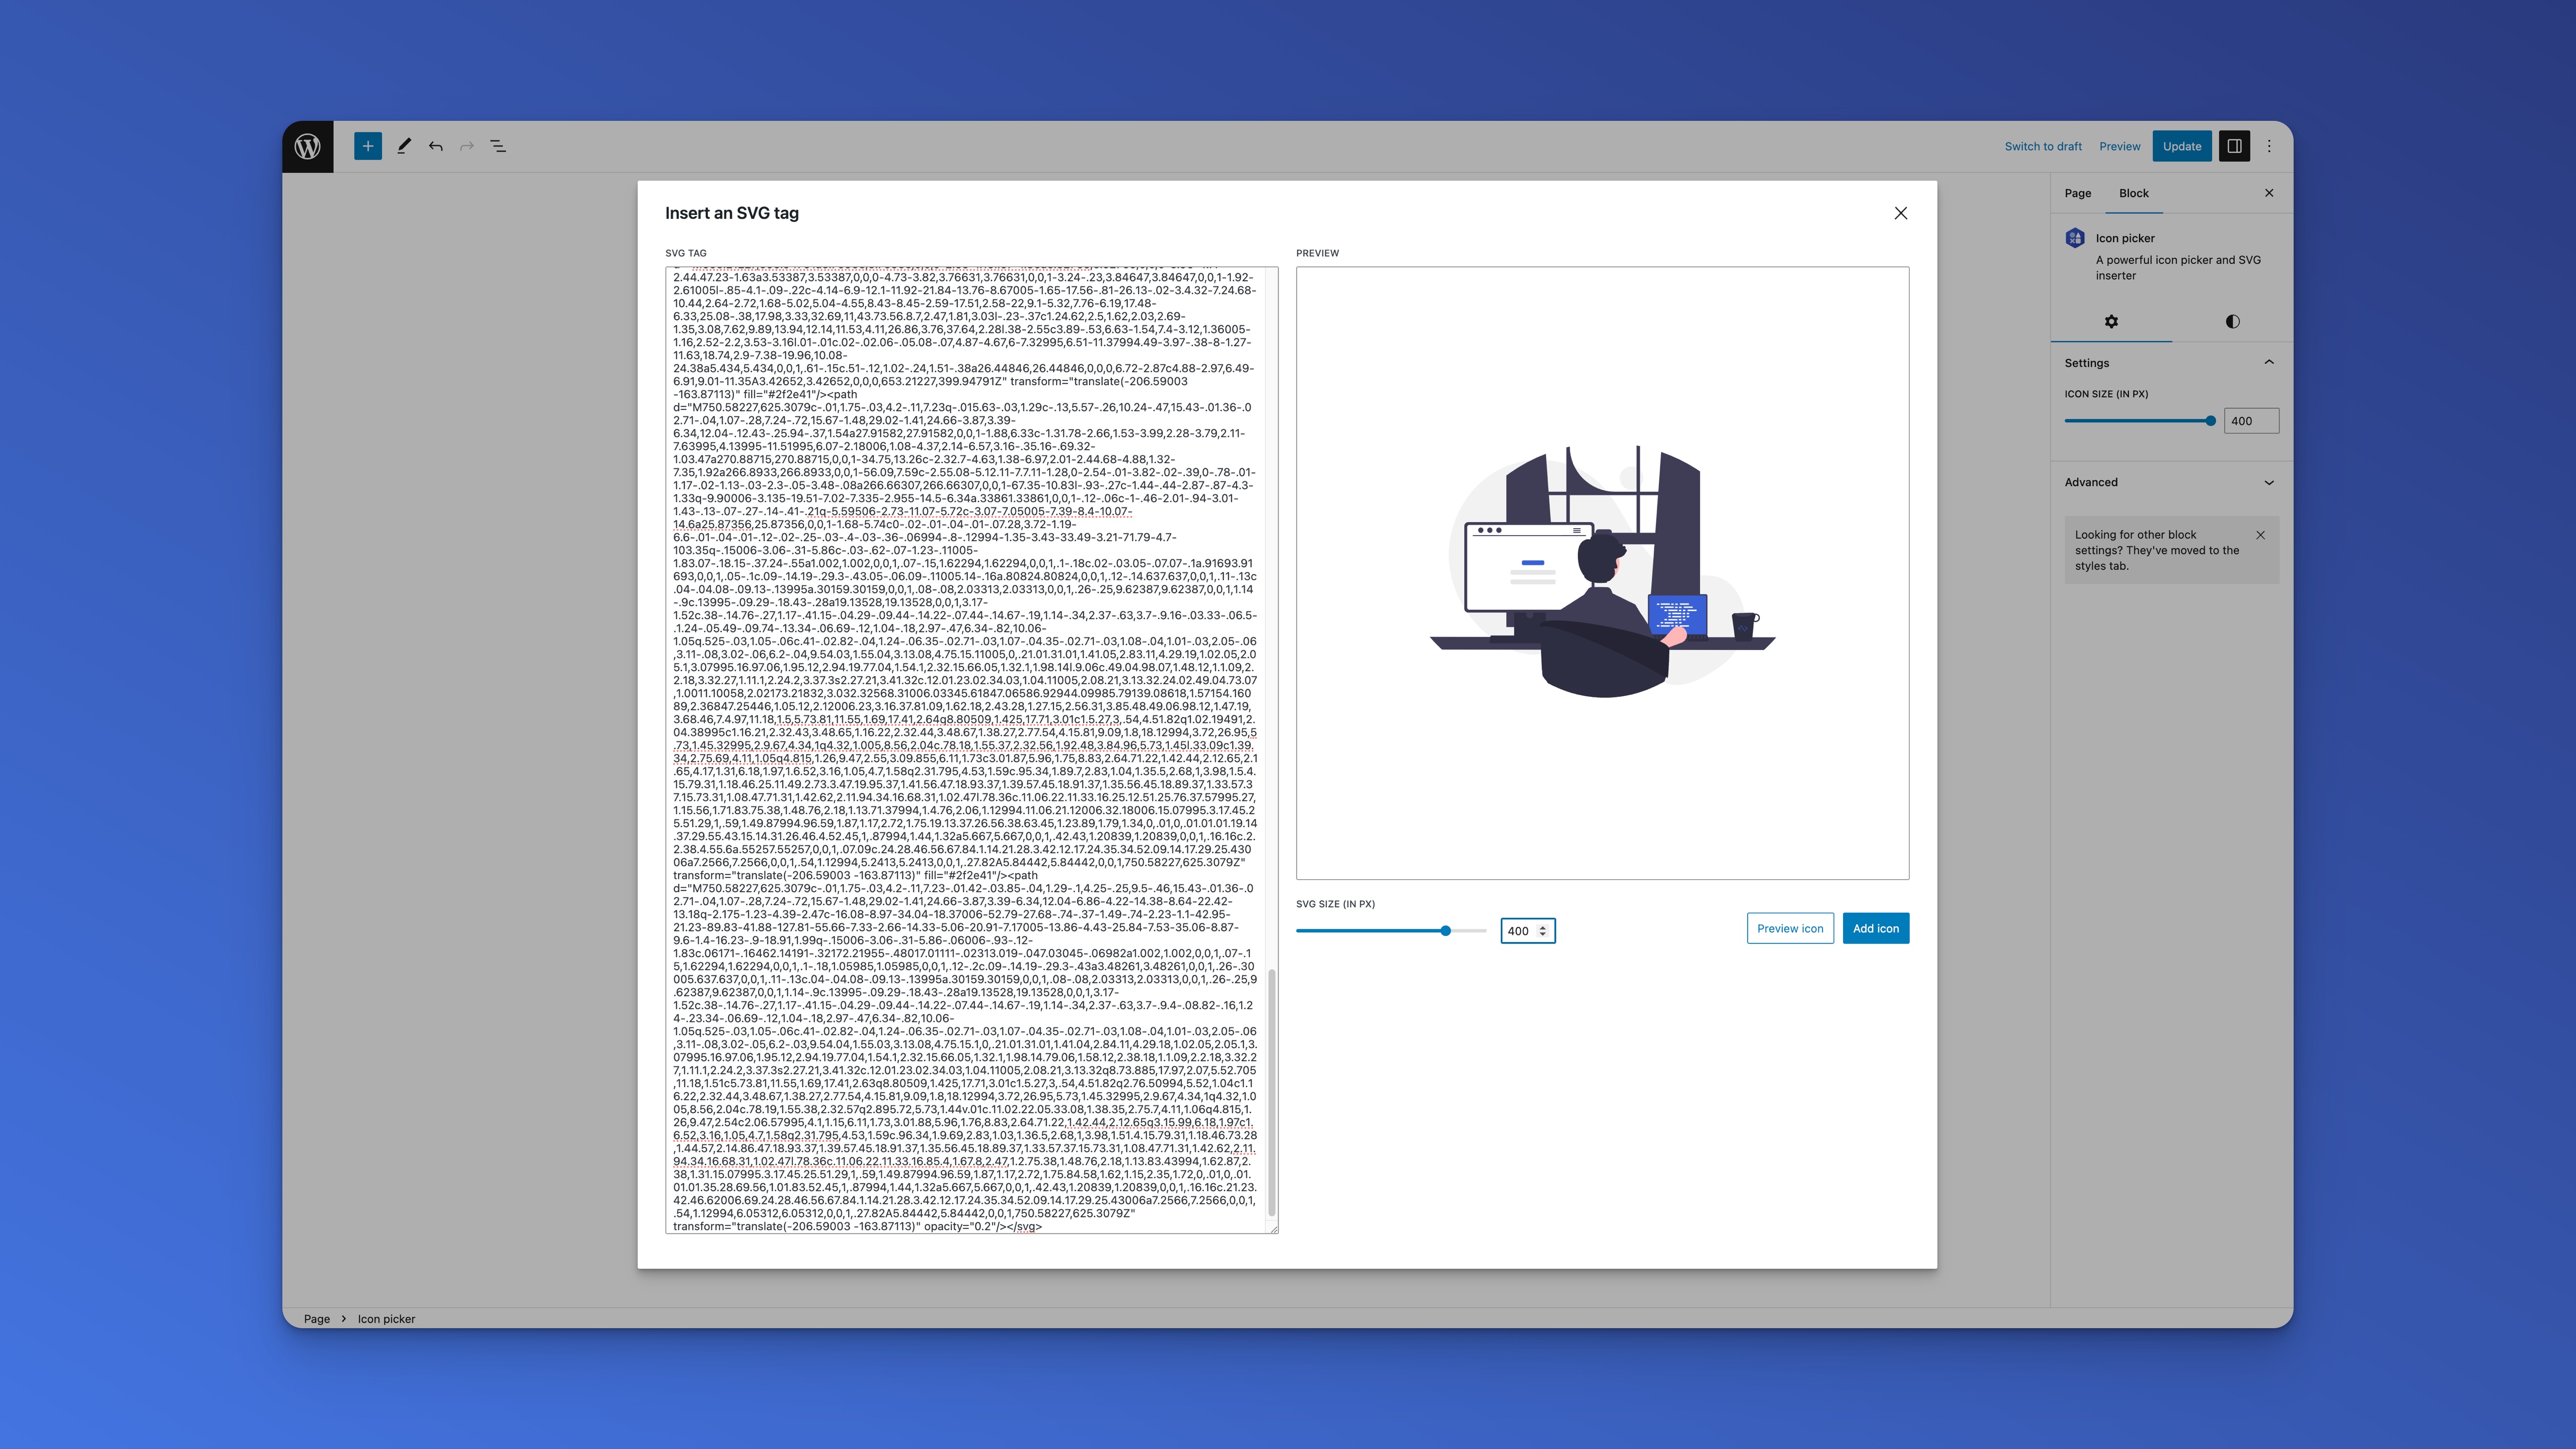 Switch to draft
Preview
Update
Insert an SVG tag
SVG TAG
2.44.47.23-1.63a3.53387,3.53387,0,0,0-4.73-3.82,3.76631,3.76631,0,0,1-3.24-.23,3.84647,3.84647,0,0,1-1.92-
2.61005l-.85-4.1-.09-.22c-4.14-6.9-12.1-11.92-21.84-13.76-8.67005-1.65-17.56-.81-26.13-.02-3.4.32-7.24.68-
10.44,2.64-2.72,1.68-5.02,5.04-4.55,8.43-8.45-2.59-17.51,2.58-22,9.1-5.32,7.76-6.19,17.48-
6.33,25.08-.38,17.98,3.33,32.69,11,43.73.56.8,7,2.47,1.81,3.03l-.23-.37c1.24.62,2.5,1.62,2.03,2.69-
1.35,3.08,7.62,9.89,13.94,12.14,11.53,4.11,26.86,3.76,37.64,2.28l.38-2.55c3.89-.53,6.63-1.54,7.4-3.12,1.36005-
1.16,2.52-2.2,3.53-3.16l.01-.01c.02-.02.06-.05.08-.07,4.87-4.67,6-7.32995,6.51-11.37994.49-3.97-.38-8-1.27-
11.63,18.74,2.9-7.38-19.96,10.08-
24.38a5.434,5.434,0,0,1,.61-.15c.51-.12,1.02-.24,1.51-.38a26.44846,26.44846,0,0,0,6.72-2.87c4.88-2.97,6.49-
6.91,9.01-11.35A3.42652,3.42652,0,0,0,653.21227,399.94791Z" transform="translate(-206.59003
-163.87113)" fill="#2f2e41"/><path
d="M750.58227,625.3079c-.01,1.75-.03,4.2-.11,7.23q-.015.63-.03,1.29c-.13,5.57-.26,10.24-.47,15.43-.01.36-.0
2.71-.04,1.07-.28,7.24-.72,15.67-1.48,29.02-1.41,24.66-3.87,3.39-
6.34,12.04-.12.43-.25.94-.37,1.54a27.91582,27.91582,0,0,1-1.88,6.33c-1.31.78-2.66,1.53-3.99,2.28-3.79,2.11-
7.63995,4.13995-11.51995,6.07-2.18006,1.08-4.37,2.14-6.57,3.16-.35.16-.69.32-
1.03.47a270.88715,270.88715,0,0,1-34.75,13.26c-2.32.7-4.63,1.38-6.97,2.01-2.44.68-4.88,1.32-
7.35,1.92a266.8933,266.8933,0,0,1-56.09,7.59c-2.55.08-5.12.11-7.7.11-1.28,0-2.54-.01-3.82-.02-.39,0-.78-.01-
1.17-.02-1.13-.03-2.3-.05-3.48-.08a266.66307,266.66307,0,0,1-67.35-10.83l-.93-.27c-1.44-.44-2.87-.87-4.3-
1.33q-9.90006-3.135-19.51-7.02-7.335-2.955-14.5-6.34a.33861.33861,0,0,1-.12-.06c-1-.46-2.01-.94-3.01-
1.43-.13-.07-.27-.14-.41-.21q-5.59506-2.73-11.07-5.72c-3.07-7.05005-7.39-8.4-10.07-
14.6a25.87356,25.87356,0,0,1-1.68-5.74c0-.02-.01-.04-.01-.07.28,3.72-1.19-
6.6-.01-.04-.01-.12-.02-.25-.03-.4-.03-.36-.06994-.8-.12994-1.35-3.43-33.49-3.21-71.79-4.7-
103.35q-.15006-3.06-.31-5.86c-.03-.62-.07-1.23-.11005-
1.83.07-.18.15-.37.24-.55a1.002,1.002,0,0,1,.07-.15,1.62294,1.62294,0,0,1,.1-.18c.02-.03.05-.07.07-.1a.91693.91
693,0,0,1,.05-.1c.09-.14.19-.29.3-.43.05-.06.09-.11005.14-.16a.80824.80824,0,0,1,.12-.14.637.637,0,0,1,.11-.13c
.04-.04.08-.09.13-.13995a.30159.30159,0,0,1,.08-.08,2.03313,2.03313,0,0,1,.26-.25,9.62387,9.62387,0,0,1,1.14
-.9c.13995-.09.29-.18.43-.28a19.13528,19.13528,0,0,1,3.17-
1.52c.38-.14.76-.27,1.17-.41.15-.04.29-.09.44-.14.22-.07.44-.14.67-.19,1.14-.34,2.37-.63,3.7-.9.16-.03.33-.06.5-
.1.24-.05.49-.09.74-.13.34-.06.69-.12,1.04-.18,2.97-.47,6.34-.82,10.06-
1.05q.525-.03,1.05-.06c.41-.02.82-.04,1.24-.06.35-.02.71-.03,1.07-.04.35-.02.71-.03,1.08-.04,1.01-.03,2.05-.06
,3.11-.08,3.02-.06,6.2-.04,9.54.03,1.55.04,3.13.08,4.75.15.11005,0,.21.01.31.01,1.41.05,2.83.11,4.29.19,1.02.05,2.0
5.1,3.07995.16.97.06,1.95.12,2.94.19.77.04,1.54.1,2.32.15.66.05,1.32.1,1.98.14l.9.06c.49.04.98.07,1.48.12,1.1.09,2.
2.18,3.32.27,1.11.1,2.24.2,3.37.3s2.27.21,3.41.32c.12.01.23.02.34.03,1.04.11005,2.08.21,3.13.32.24.02.49.04.73.07
,1.0011.10058,2.02173.21832,3.032.32568.31006.03345.61847.06586.92944.09985.79139.08618,1.57154.160
89,2.36847.25446,1.05.12,2.12006.23,3.16.37.81.09,1.62.18,2.43.28,1.27.15,2.56.31,3.85.48.49.06.98.12,1.47.19,
3.68.46,7.4.97,11.18,1.5,5.73.81,11.55,1.69,17.41,2.64q8.80509,1.425,17.71,3.01c1.5.27,3,.54,4.51.82q1.02.19491,2.
04.38995c1.16.21,2.32.43,3.48.65,1.16.22,2.32.44,3.48.67,1.38.27,2.77.54,4.15.81,9.09,1.8,18.12994,3.72,26.95,5
.73,1.45.32995,2.9.67,4.34,1q4.32,1.005,8.56,2.04c.78.18,1.55.37,2.32.56,1.92.48,3.84.96,5.73,1.45l.33.09c1.39.
34,2.75.69,4.11,1.05q4.815,1.26,9.47,2.55,3.09.855,6.11,1.73c3.01.87,5.96,1.75,8.83,2.64.71.22,1.42.44,2.12.65,2.1
.65,4.17,1.31,6.18,1.97,1.6.52,3.16,1.05,4.7,1.58q2.31.795,4.53,1.59c.95.34,1.89.7,2.83,1.04,1.35.5,2.68,1,3.98,1.5.4.
15.79.31,1.18.46.25.11.49.2.73.3.47.19.95.37,1.41.56.47.18.93.37,1.39.57.45.18.91.37,1.35.56.45.18.89.37,1.33.57.3
7.15.73.31,1.08.47.71.31,1.42.62,2.11.94.34.16.68.31,1.02.47l.78.36c.11.06.22.11.33.16.25.12.51.25.76.37.57995.27,
1.15.56,1.71.83.75.38,1.48.76,2.18,1.13.71.37994,1.4.76,2.06,1.12994.11.06.21.12006.32.18006.15.07995.3.17.45.2
5.51.29,1,.59,1.49.87994.96.59,1.87,1.17,2.72,1.75.19.13.37.26.56.38.63.45,1.23.89,1.79,1.34,0,.01,0,.01.01.01.19.14
.37.29.55.43.15.14.31.26.46.4.52.45,1,.87994,1.44,1.32a5.667,5.667,0,0,1,.42.43,1.20839,1.20839,0,0,1,.16.16c.2.
2.38.4.55.6a.55257.55257,0,0,1,.07.09c.24.28.46.56.67.84.1.14.21.28.3.42.12.17.24.35.34.52.09.14.17.29.25.430
06a7.2566,7.2566,0,0,1,.54,1.12994,5.2413,5.2413,0,0,1,.27.82A5.84442,5.84442,0,0,1,750.58227,625.3079Z"
transform="translate(-206.59003 -163.87113)" fill="#2f2e41"/><path
d="M750.58227,625.3079c-.01,1.75-.03,4.2-.11,7.23-.01.42-.03.85-.04,1.29-.1,4.25-.25,9.5-.46,15.43-.01.36-.0
2.71-.04,1.07-.28,7.24-.72,15.67-1.48,29.02-1.41,24.66-3.87,3.39-6.34,12.04-6.86-4.22-14.38-8.64-22.42-
13.18q-2.175-1.23-4.39-2.47c-16.08-8.97-34.04-18.37006-52.79-27.68-.74-.37-1.49-.74-2.23-1.1-42.95-
21.23-89.83-41.88-127.81-55.66-7.33-2.66-14.33-5.06-20.91-7.17005-13.86-4.43-25.84-7.53-35.06-8.87-
9.6-1.4-16.23-.9-18.91,1.99q-.15006-3.06-.31-5.86-.06006-.93-.12-
1.83c.06171-.16462.14191-.32172.21955-.48017.01111-.02313.019-.047.03045-.06982a1.002,1.002,0,0,1,.07-.1
5,1.62294,1.62294,0,0,1,.1-.18,1.05985,1.05985,0,0,1,.12-.2c.09-.14.19-.29.3-.43a3.48261,3.48261,0,0,1,.26-.30
005.637.637,0,0,1,.11-.13c.04-.04.08-.09.13-.13995a.30159.30159,0,0,1,.08-.08,2.03313,2.03313,0,0,1,.26-.25,9
.62387,9.62387,0,0,1,1.14-.9c.13995-.09.29-.18.43-.28a19.13528,19.13528,0,0,1,3.17-
1.52c.38-.14.76-.27,1.17-.41.15-.04.29-.09.44-.14.22-.07.44-.14.67-.19,1.14-.34,2.37-.63,3.7-.9.4-.08.82-.16,1.2
4-.23.34-.06.69-.12,1.04-.18,2.97-.47,6.34-.82,10.06-
1.05q.525-.03,1.05-.06c.41-.02.82-.04,1.24-.06.35-.02.71-.03,1.07-.04.35-.02.71-.03,1.08-.04,1.01-.03,2.05-.06
,3.11-.08,3.02-.05,6.2-.03,9.54.04,1.55.03,3.13.08,4.75.15.1,0,.21.01.31.01,1.41.04,2.84.11,4.29.18,1.02.05,2.05.1,3.
07995.16.97.06,1.95.12,2.94.19.77.04,1.54.1,2.32.15.66.05,1.32.1,1.98.14.79.06,1.58.12,2.38.18,1.1.09,2.2.18,3.32.2
7,1.11.1,2.24.2,3.37.3s2.27.21,3.41.32c.12.01.23.02.34.03,1.04.11005,2.08.21,3.13.32q8.73.885,17.97,2.07,5.52.705
,11.18,1.51c5.73.81,11.55,1.69,17.41,2.63q8.80509,1.425,17.71,3.01c1.5.27,3,.54,4.51.82q2.76.50994,5.52,1.04c1.1
6.22,2.32.44,3.48.67,1.38.27,2.77.54,4.15.81,9.09,1.8,18.12994,3.72,26.95,5.73,1.45.32995,2.9.67,4.34,1q4.32,1.0
05,8.56,2.04c.78.19,1.55.38,2.32.57q2.895.72,5.73,1.44v.01c.11.02.22.05.33.08,1.38.35,2.75.7,4.11,1.06q4.815,1.
26,9.47,2.54c2.06.57995,4.1,1.15,6.11,1.73,3.01.88,5.96,1.76,8.83,2.64.71.22,1.42.44,2.12.65q3.15.99,6.18,1.97c1.
6.52,3.16,1.05,4.7,1.58q2.31.795,4.53,1.59c.96.34,1.9.69,2.83,1.03,1.36.5,2.68,1,3.98,1.51.4.15.79.31,1.18.46.73.28
,1.44.57,2.14.86.47.18.93.37,1.39.57.45.18.91.37,1.35.56.45.18.89.37,1.33.57.37.15.73.31,1.08.47.71.31,1.42.62,2.11.
94.34.16.68.31,1.02.47l.78.36c.11.06.22.11.33.16.85.4,1.67.8,2.47,1.2.75.38,1.48.76,2.18,1.13.83.43994,1.62.87,2.
38,1.31.15.07995.3.17.45.25.51.29,1,.59,1.49.87994.96.59,1.87,1.17,2.72,1.75.84.58,1.62,1.15,2.35,1.72,0,.01,0,.01.
01.01.35.28.69.56,1.01.83.52.45,1,.87994,1.44,1.32a5.667,5.667,0,0,1,.42.43,1.20839,1.20839,0,0,1,.16.16c.21.23.
42.46.62006.69.24.28.46.56.67.84.1.14.21.28.3.42.12.17.24.35.34.52.09.14.17.29.25.43006a7.2566,7.2566,0,0,1,
.54,1.12994,6.05312,6.05312,0,0,1,.27.82A5.84442,5.84442,0,0,1,750.58227,625.3079Z"
transform="translate(-206.59003 -163.87113)" opacity="0.2"/></svg>
PREVIEW
SVG SIZE (IN PX)
400
Preview icon
Add icon
Page
Block
Icon picker
A powerful icon picker and SVG
inserter
Settings
ICON SIZE (IN PX)
400
Advanced
Looking for other block
settings? They've moved to the
styles tab.
Page
Icon picker